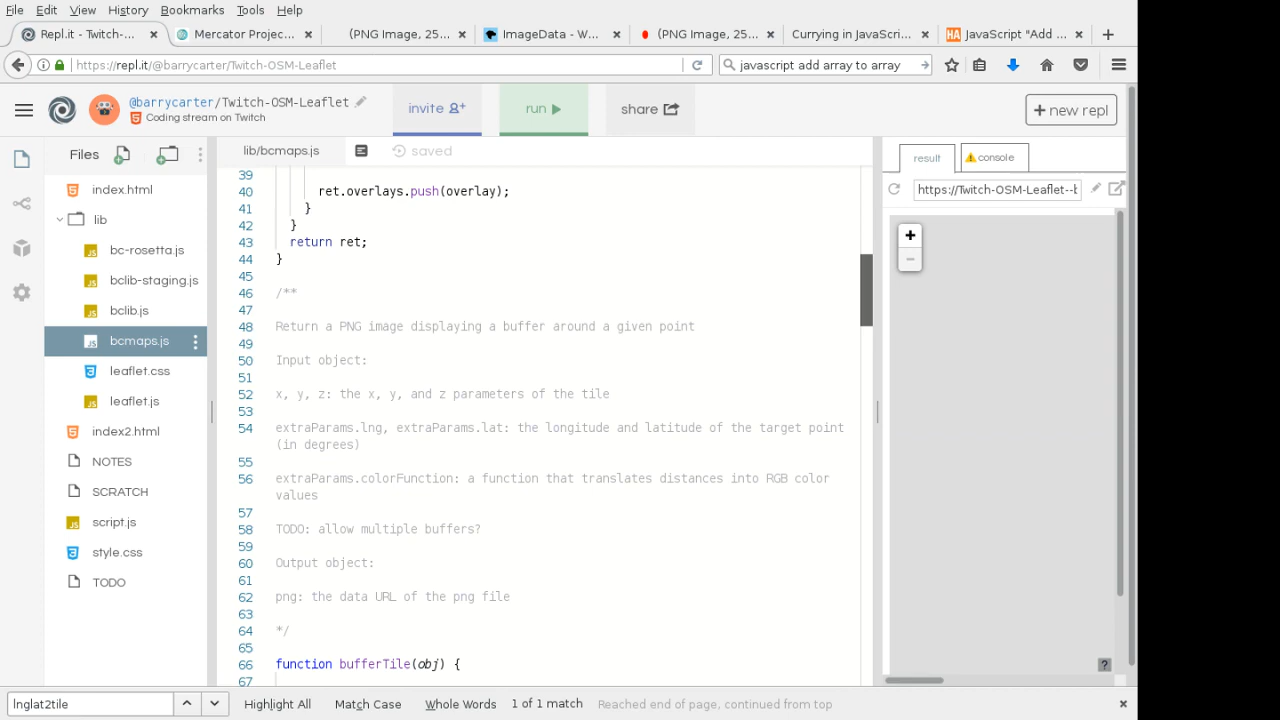 File Edit View History Bookmarks Tools Help
Repl.it - Twitch-... × Mercator Projec... × (PNG Image, 25... × ImageData - W... × (PNG Image, 25... × Currying in JavaScri... × HA JavaScript "Add ... × +
https://repl.it/@barrycarter/Twitch-OSM-Leaflet javascript add array to array
@barrycarter/Twitch-OSM-Leaflet
Coding stream on Twitch
invite run share + new repl
Files
lib/bcmaps.js saved
result console
https://Twitch-OSM-Leaflet--b
index.html
lib
bc-rosetta.js
bclib-staging.js
bclib.js
bcmaps.js
leaflet.css
leaflet.js
index2.html
NOTES
SCRATCH
script.js
style.css
TODO
39
40 ret.overlays.push(overlay);
41 }
42 }
43 return ret;
44 }
45
46 /**
47
48 Return a PNG image displaying a buffer around a given point
49
50 Input object:
51
52 x, y, z: the x, y, and z parameters of the tile
53
54 extraParams.lng, extraParams.lat: the longitude and latitude of the target point
(in degrees)
55
56 extraParams.colorFunction: a function that translates distances into RGB color
values
57
58 TODO: allow multiple buffers?
59
60 Output object:
61
62 png: the data URL of the png file
63
64 */
65
66 function bufferTile(obj) {
67
+
−
?
lnglat2tile Highlight All Match Case Whole Words 1 of 1 match Reached end of page, continued from top ×